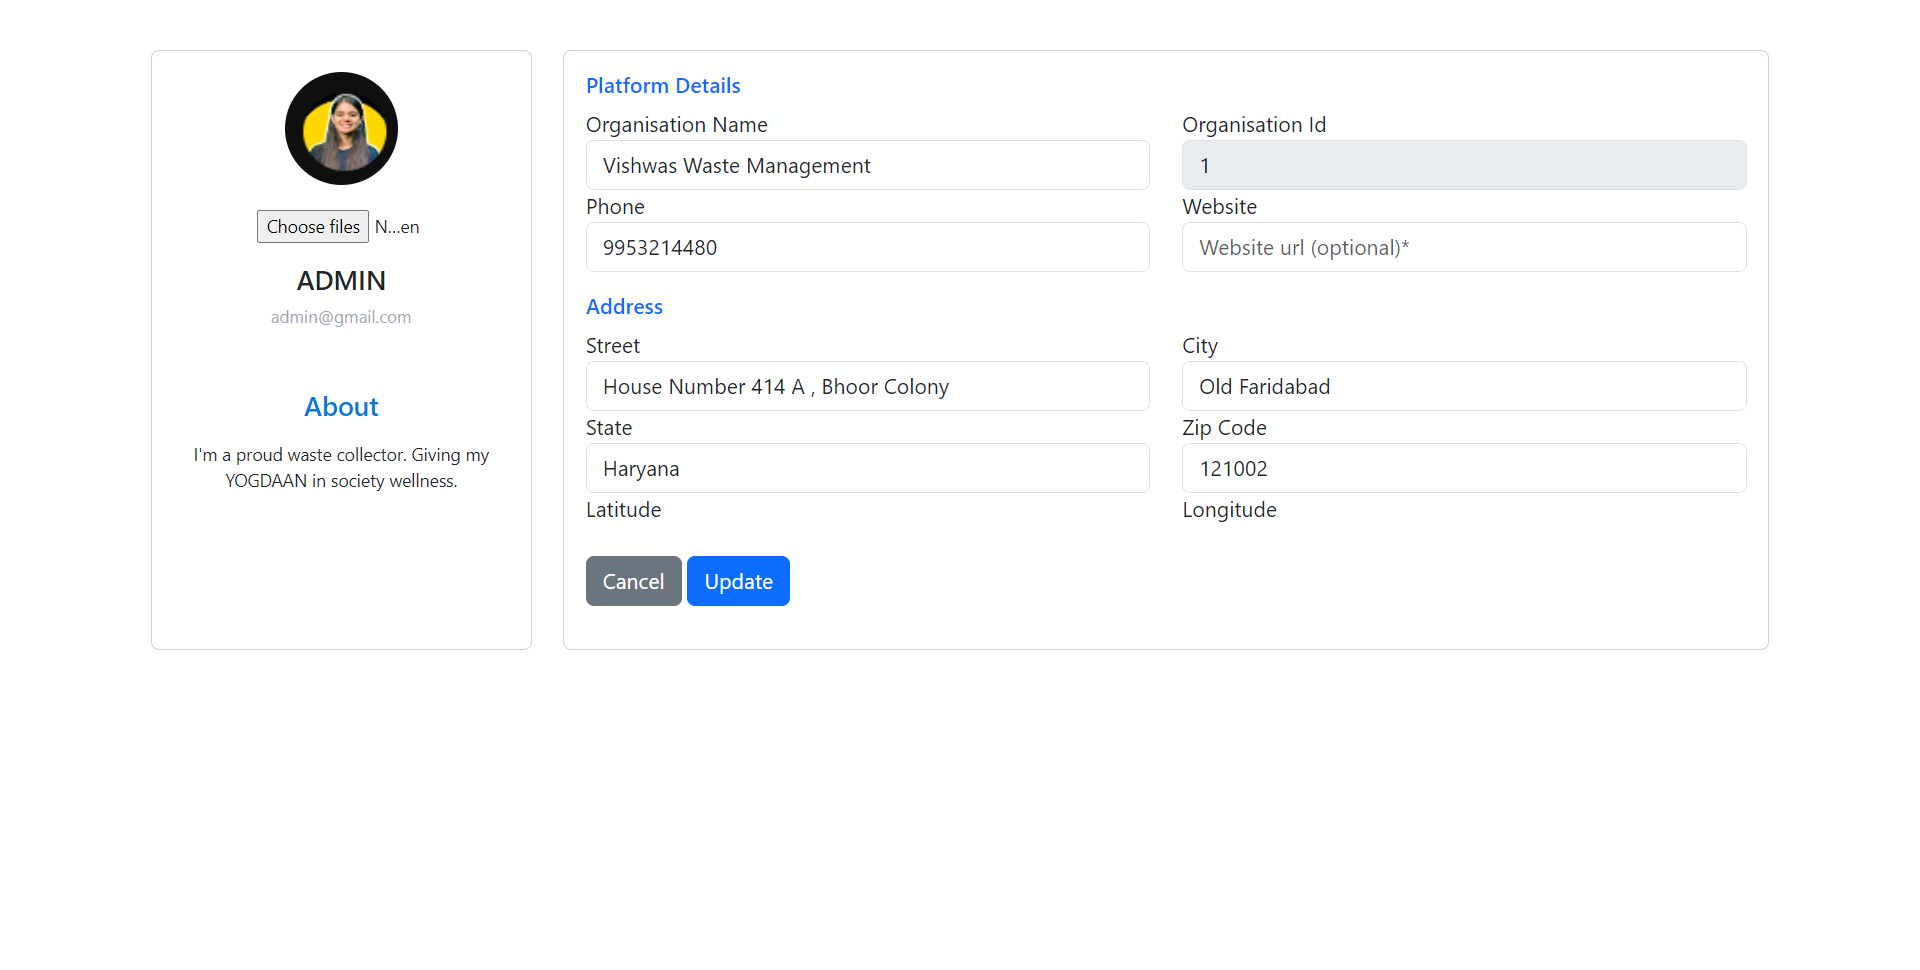 Choose files N...en
ADMIN
admin@gmail.com
About
I'm a proud waste collector. Giving my
YOGDAAN in society wellness.
Platform Details
Organisation Name
Organisation Id
Vishwas Waste Management
1
Phone
Website
9953214480
Website url (optional)*
Address
Street
City
House Number 414 A , Bhoor Colony
Old Faridabad
State
Zip Code
Haryana
121002
Latitude
Longitude
Cancel
Update